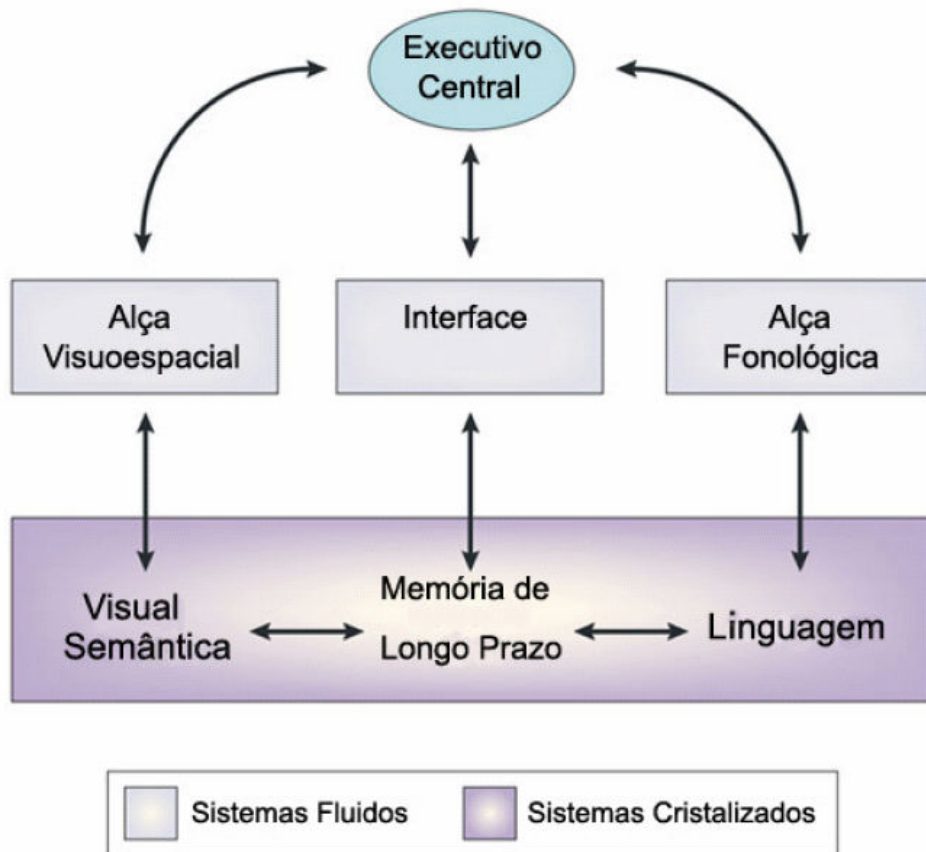 Executivo
Central
Alça
Visuoespacial
Interface
Alça
Fonológica
Visual
Semântica
Memória de
Longo Prazo
Linguagem
Sistemas Fluidos
Sistemas Cristalizados